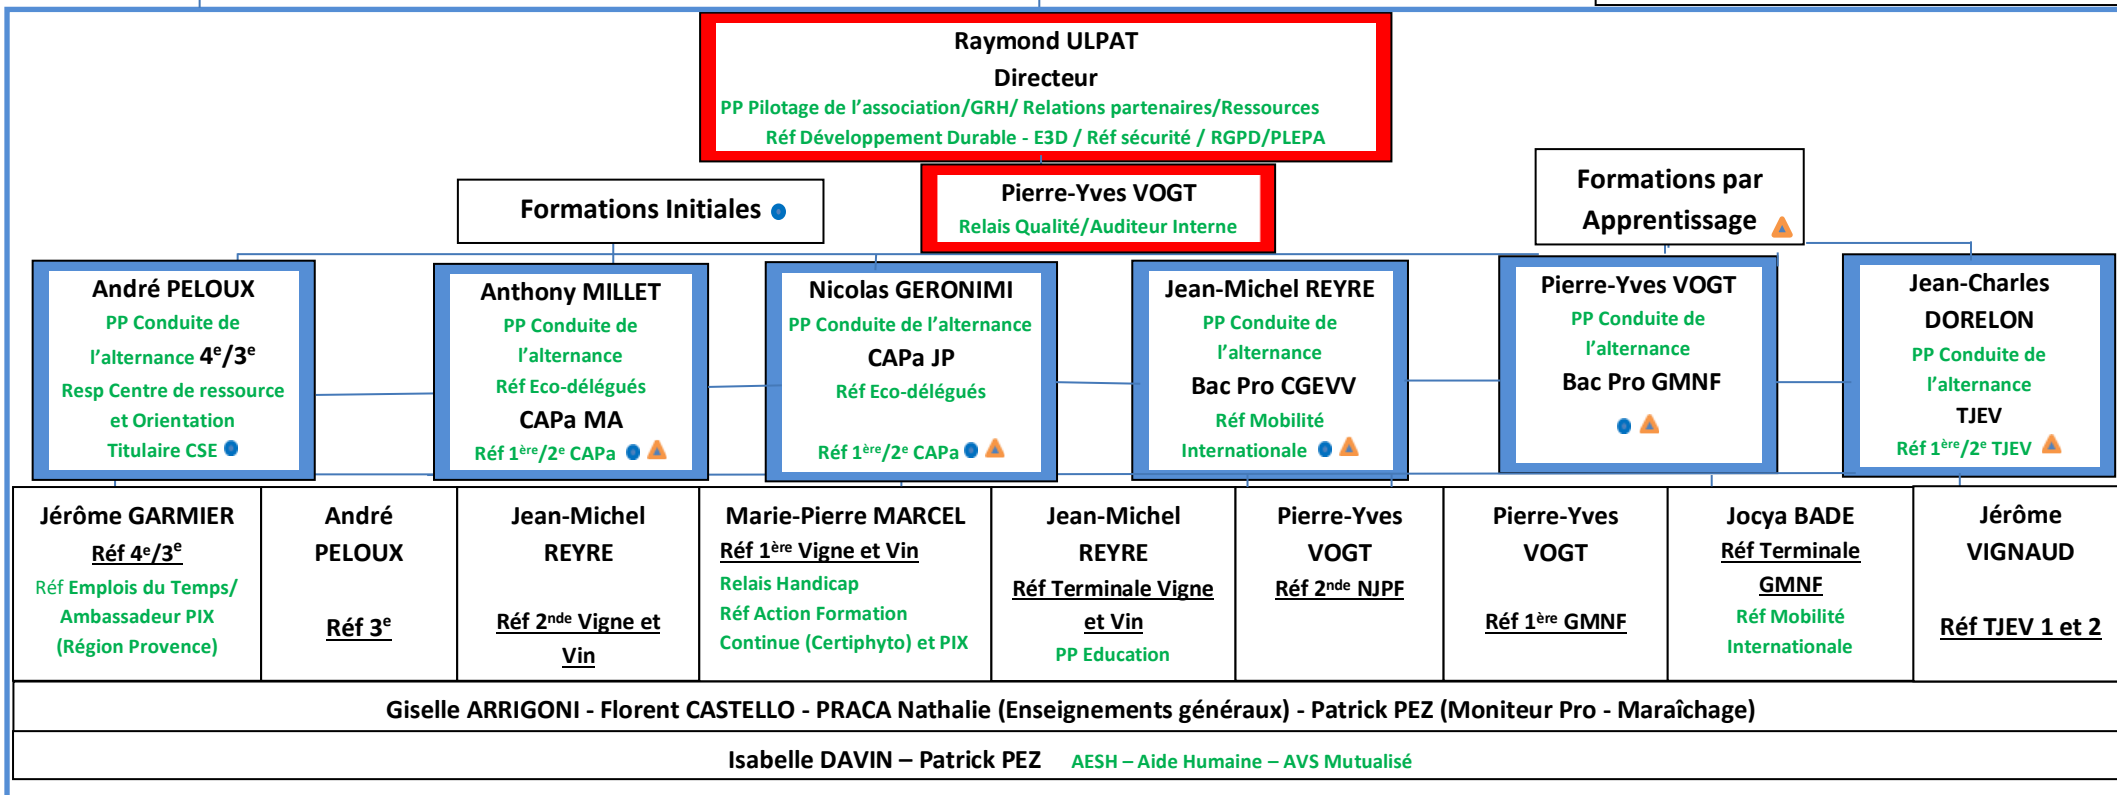 Raymond ULPAT
Directeur
PP Pilotage de l’association/GRH/ Relations partenaires/Ressources
Réf Développement Durable - E3D / Réf sécurité / RGPD/PLEPA
Pierre-Yves VOGT
Relais Qualité/Auditeur Interne
Formations Initiales
Formations par
Apprentissage
André PELOUX
PP Conduite de
l’alternance 4e/3e
Resp Centre de ressource
et Orientation
Titulaire CSE
Anthony MILLET
PP Conduite de
l’alternance
Réf Eco-délégués
CAPa MA
Réf 1ère/2e CAPa
Nicolas GERONIMI
PP Conduite de l’alternance
CAPa JP
Réf Eco-délégués
Réf 1ère/2e CAPa
Jean-Michel REYRE
PP Conduite de
l’alternance
Bac Pro CGEVV
Réf Mobilité
Internationale
Pierre-Yves VOGT
PP Conduite de
l’alternance
Bac Pro GMNF
Jean-Charles
DORELON
PP Conduite de
l’alternance
TJEV
Réf 1ère/2e TJEV
Jérôme GARMIER
Réf 4e/3e
Réf Emplois du Temps/
Ambassadeur PIX
(Région Provence)
André
PELOUX
Réf 3e
Jean-Michel
REYRE
Réf 2nde Vigne et
Vin
Marie-Pierre MARCEL
Réf 1ère Vigne et Vin
Relais Handicap
Réf Action Formation
Continue (Certiphyto) et PIX
Jean-Michel
REYRE
Réf Terminale Vigne
et Vin
PP Education
Pierre-Yves
VOGT
Réf 2nde NJPF
Pierre-Yves
VOGT
Réf 1ère GMNF
Jocya BADE
Réf Terminale
GMNF
Réf Mobilité
Internationale
Jérôme
VIGNAUD
Réf TJEV 1 et 2
Giselle ARRIGONI - Florent CASTELLO - PRACA Nathalie (Enseignements généraux) - Patrick PEZ (Moniteur Pro - Maraîchage)
Isabelle DAVIN – Patrick PEZ AESH – Aide Humaine – AVS Mutualisé